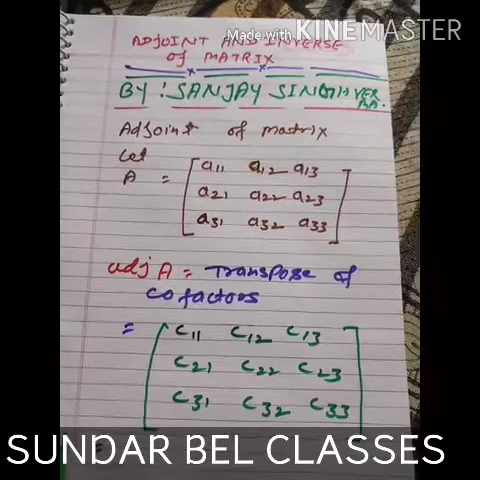 Made with KINEMASTER
ADJOINT AND INVERSE
of MATRIX
BY : SANJAY SINGH VERMA.
Adjoint of matrix
Let
A = [ a11 a12 a13
a21 a22 a23
a31 a32 a33 ]
adj A = Transpose of
cofactors
= [ C11 C12 C13
C21 C22 C23
C31 C32 C33 ]
SUNDAR BEL CLASSES